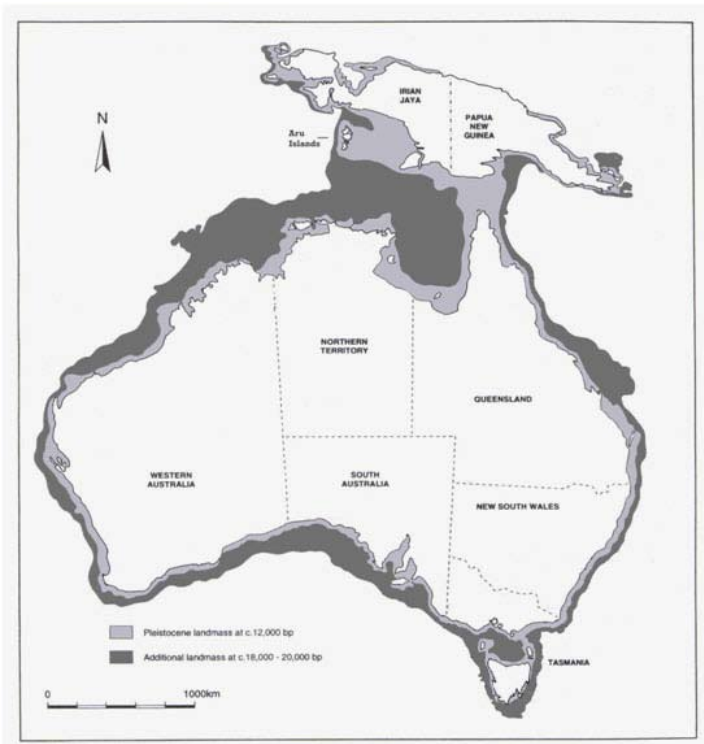 IRIAN
JAYA
PAPUA
NEW
GUINEA
N
Aru
Islands
NORTHERN
TERRITORY
QUEENSLAND
WESTERN
AUSTRALIA
SOUTH
AUSTRALIA
NEW SOUTH WALES
Pleistocene landmass at c.12,000 bp
Additional landmass at c.18,000 - 20,000 bp
TASMANIA
0 1000km